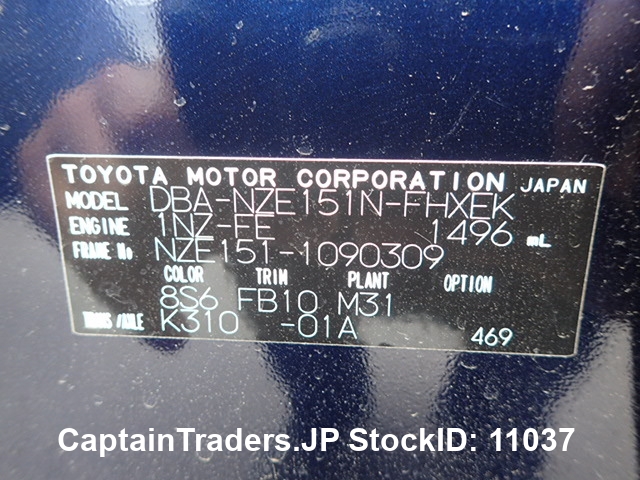 TOYOTA MOTOR CORPORATION JAPAN
MODEL DBA-NZE151N-FHXEK
ENGINE 1NZ-FE 1496 mL
FRAME No NZE151-1090309
COLOR TRIM PLANT OPTION
8S6 FB10 M31
TRANS/AXLE K310 -01A 469
CaptainTraders.JP StockID: 11037